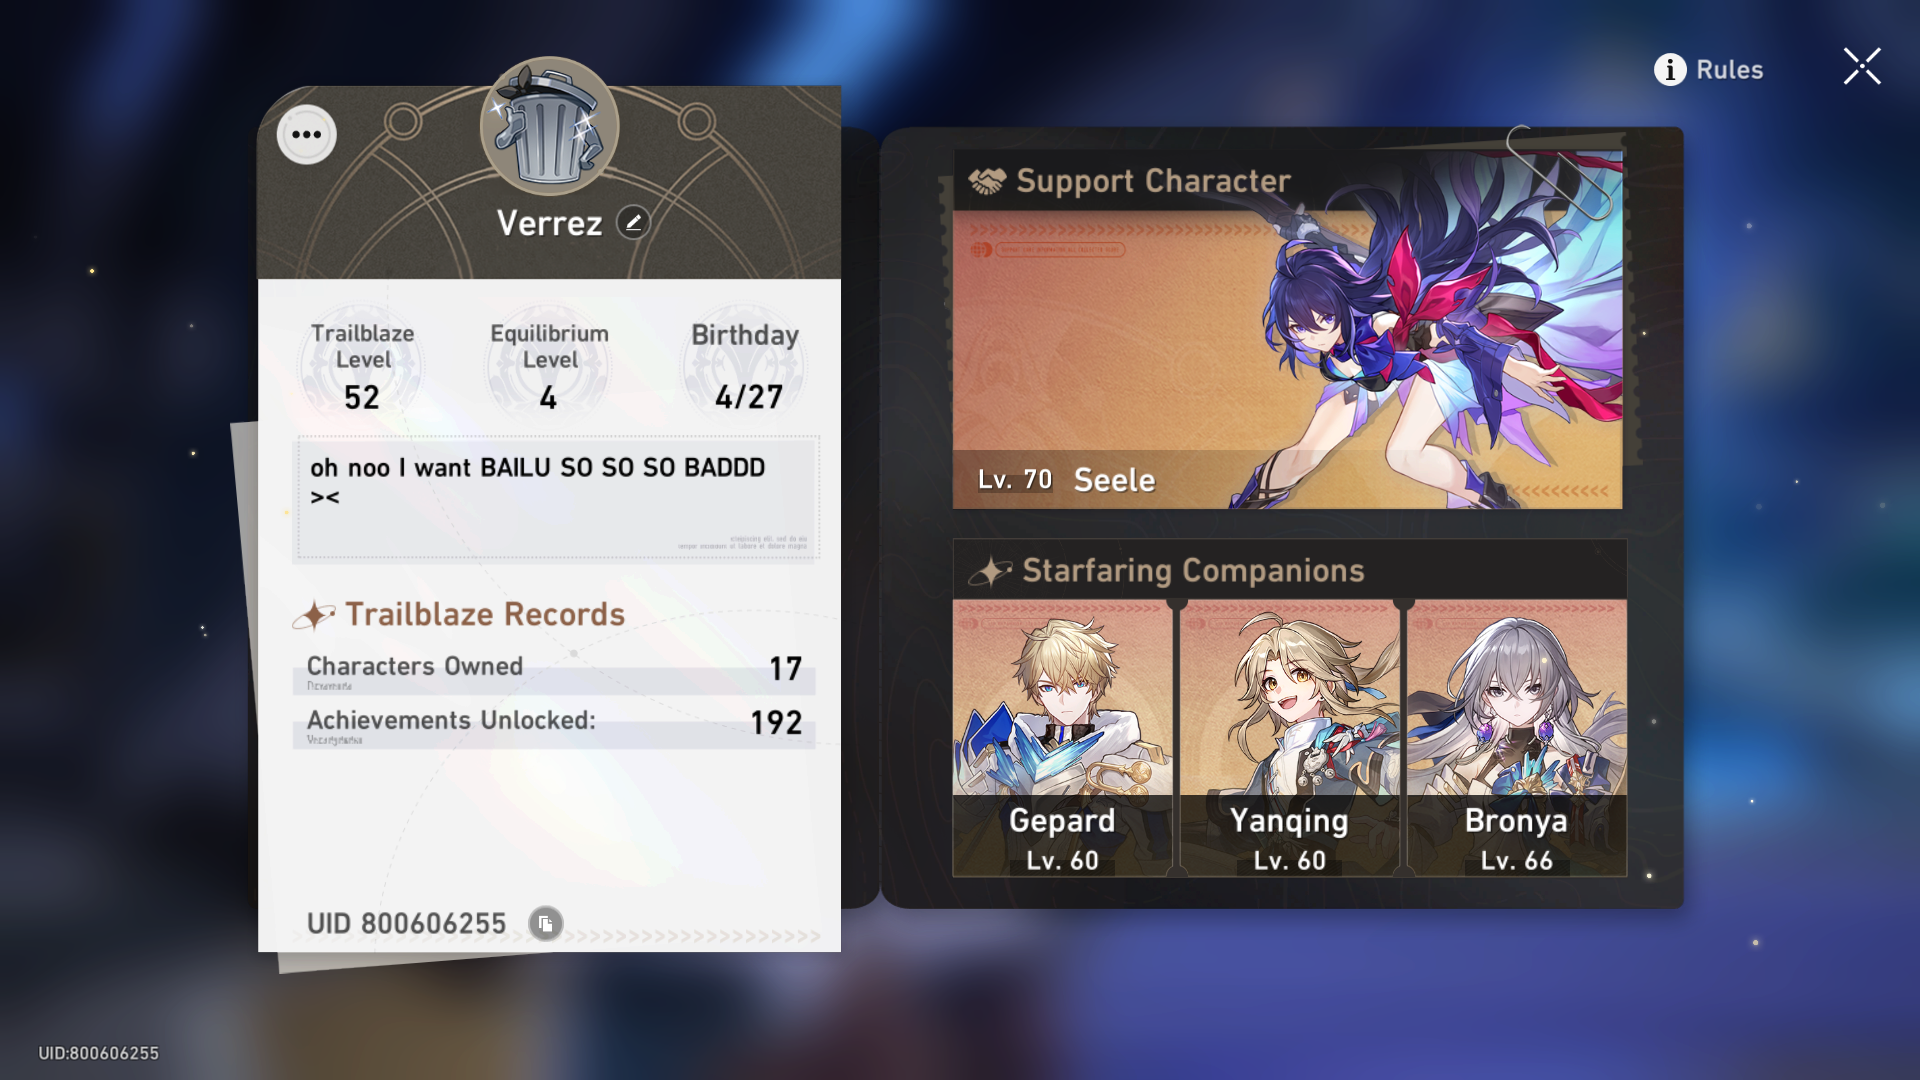 Rules
Verrez
Trailblaze
Level
52
Equilibrium
Level
4
Birthday
4/27
oh noo I want BAILU SO SO SO BADDD
><
Trailblaze Records
Characters Owned
17
Achievements Unlocked:
192
UID 800606255
Support Character
Lv. 70 Seele
Starfaring Companions
Gepard
Lv. 60
Yanqing
Lv. 60
Bronya
Lv. 66
UID:800606255